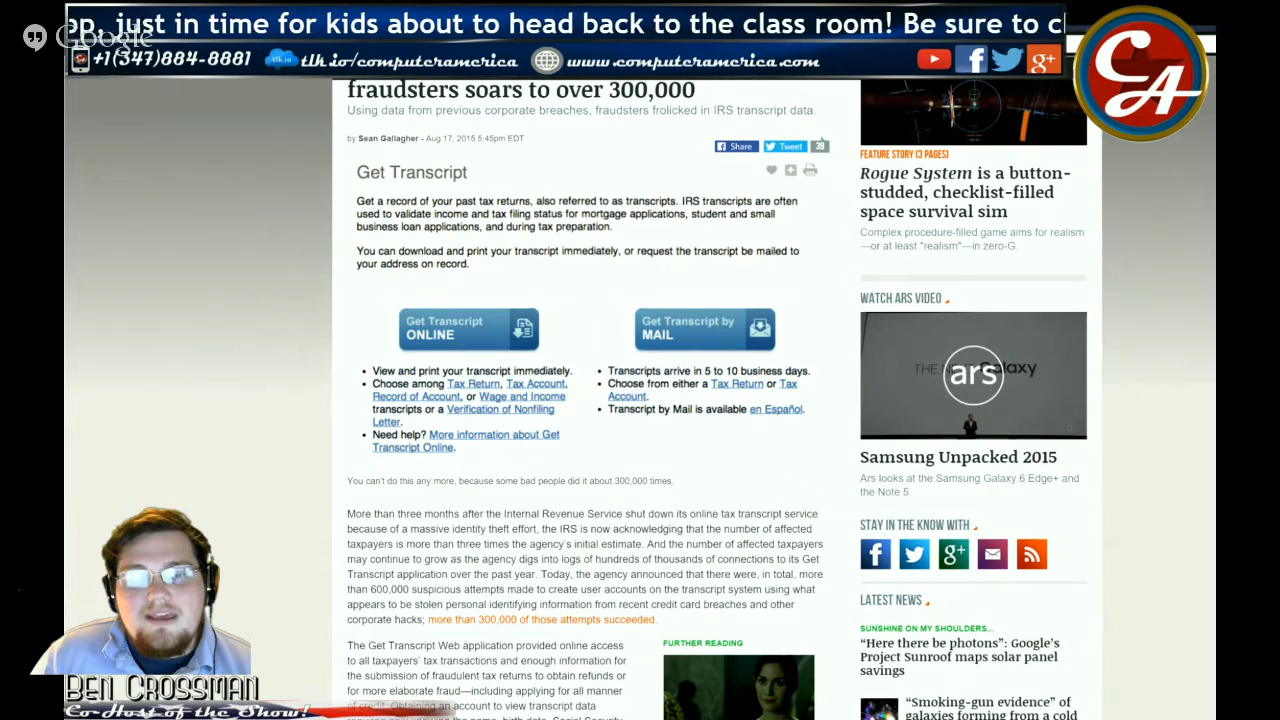 op, just in time for kids about to head back to the class room! Be sure to cl
Google
+1(347)884-8881 tlk.io tlk.io/computeramerica www.computeramerica.com
CA
fraudsters soars to over 300,000
Using data from previous corporate breaches, fraudsters frolicked in IRS transcript data.
by Sean Gallagher - Aug 17, 2015 5:45pm EDT
Share Tweet 39
Get Transcript
Get a record of your past tax returns, also referred to as transcripts. IRS transcripts are often
used to validate income and tax filing status for mortgage applications, student and small
business loan applications, and during tax preparation.
You can download and print your transcript immediately, or request the transcript be mailed to
your address on record.
Get Transcript
ONLINE
View and print your transcript immediately.
Choose among Tax Return, Tax Account,
Record of Account, or Wage and Income
transcripts or a Verification of Nonfiling
Letter.
Need help? More information about Get
Transcript Online.
Get Transcript by
MAIL
Transcripts arrive in 5 to 10 business days.
Choose from either a Tax Return or Tax
Account.
Transcript by Mail is available en Español.
You can't do this any more, because some bad people did it about 300,000 times.
More than three months after the Internal Revenue Service shut down its online tax transcript service
because of a massive identity theft effort, the IRS is now acknowledging that the number of affected
taxpayers is more than three times the agency's initial estimate. And the number of affected taxpayers
may continue to grow as the agency digs into logs of hundreds of thousands of connections to its Get
Transcript application over the past year. Today, the agency announced that there were, in total, more
than 600,000 suspicious attempts made to create user accounts on the transcript system using what
appears to be stolen personal identifying information from recent credit card breaches and other
corporate hacks; more than 300,000 of those attempts succeeded.
The Get Transcript Web application provided online access
to all taxpayers' tax transactions and enough information for
the submission of fraudulent tax returns to obtain refunds or
for more elaborate fraud—including applying for all manner
of credit. Obtaining an account to view transcript data
FURTHER READING
FEATURE STORY (3 PAGES)
Rogue System is a button-
studded, checklist-filled
space survival sim
Complex procedure-filled game aims for realism
—or at least "realism"—in zero-G.
WATCH ARS VIDEO
THE NE Galaxy
ars
Samsung Unpacked 2015
Ars looks at the Samsung Galaxy 6 Edge+ and
the Note 5.
STAY IN THE KNOW WITH
LATEST NEWS
SUNSHINE ON MY SHOULDERS...
“Here there be photons”: Google’s
Project Sunroof maps solar panel
savings
“Smoking-gun evidence” of
galaxies forming from a cold
BEN CROSSMAN
Co-Host of the Show!